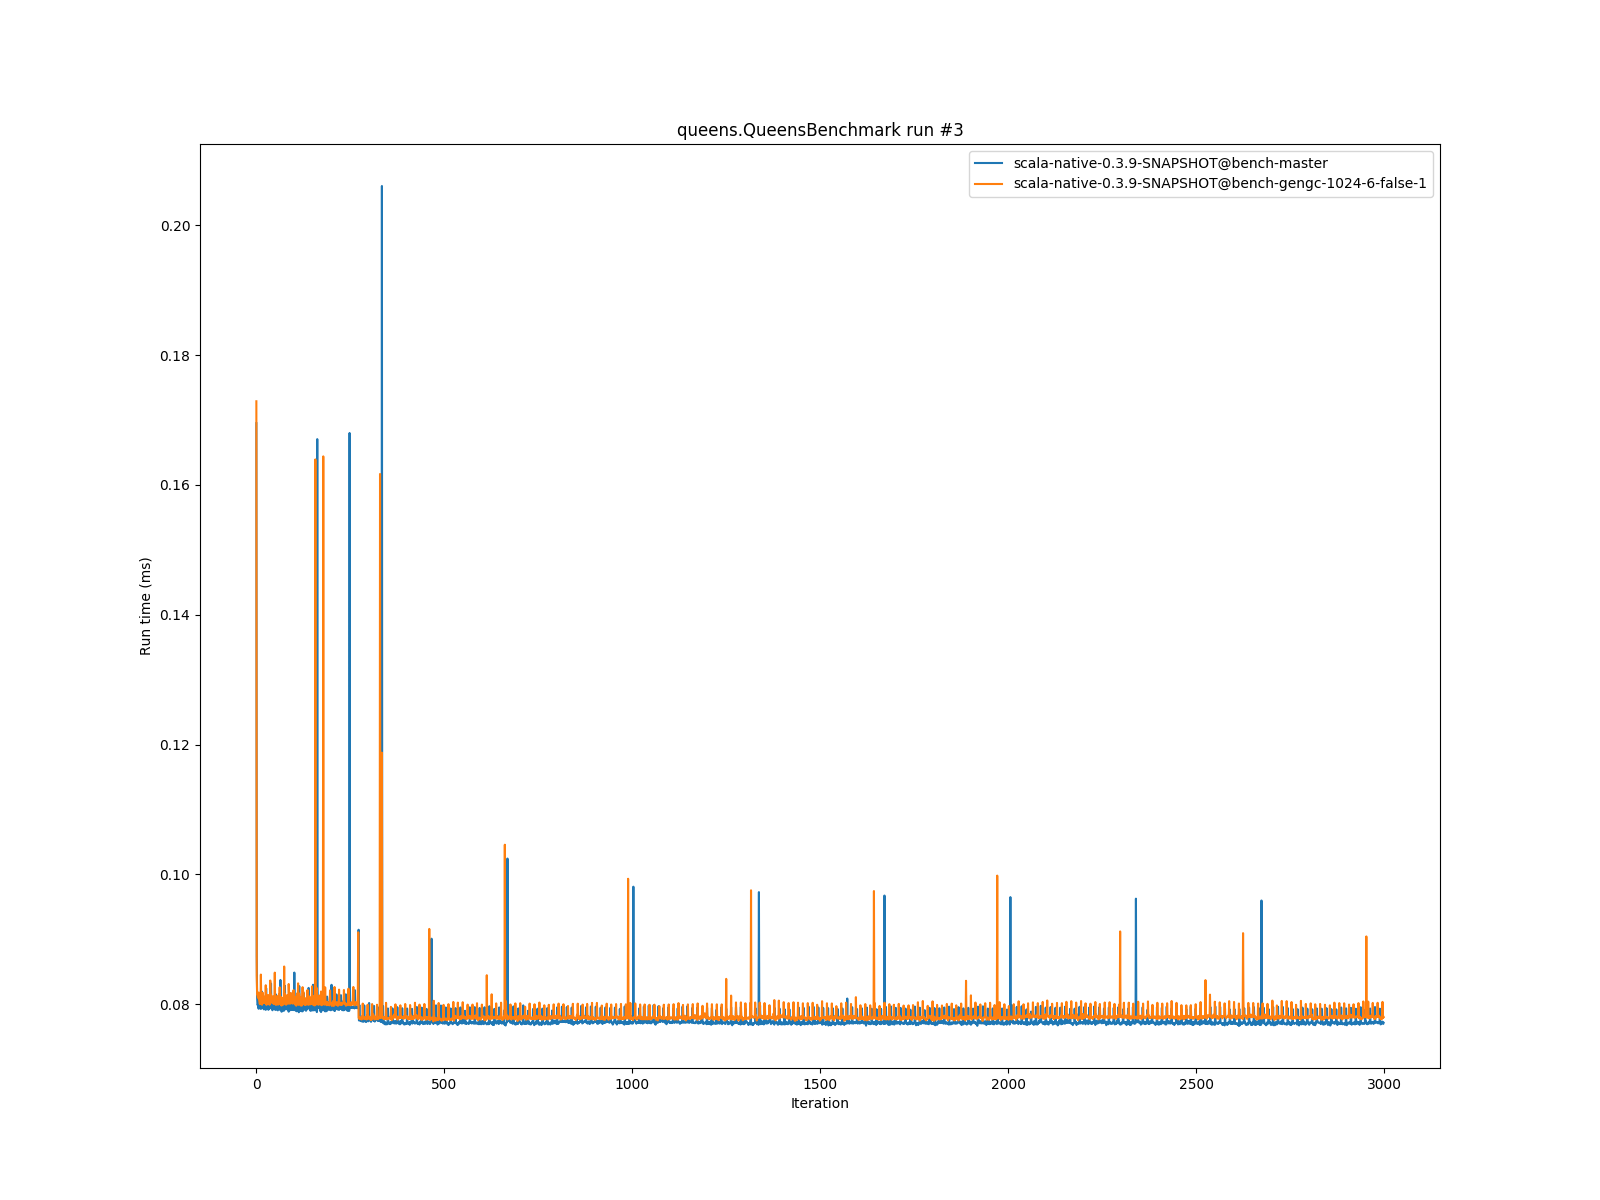 queens.QueensBenchmark run #3
scala-native-0.3.9-SNAPSHOT@bench-master
scala-native-0.3.9-SNAPSHOT@bench-gengc-1024-6-false-1
Run time (ms)
0.20
0.18
0.16
0.14
0.12
0.10
0.08
0 500 1000 1500 2000 2500 3000
Iteration